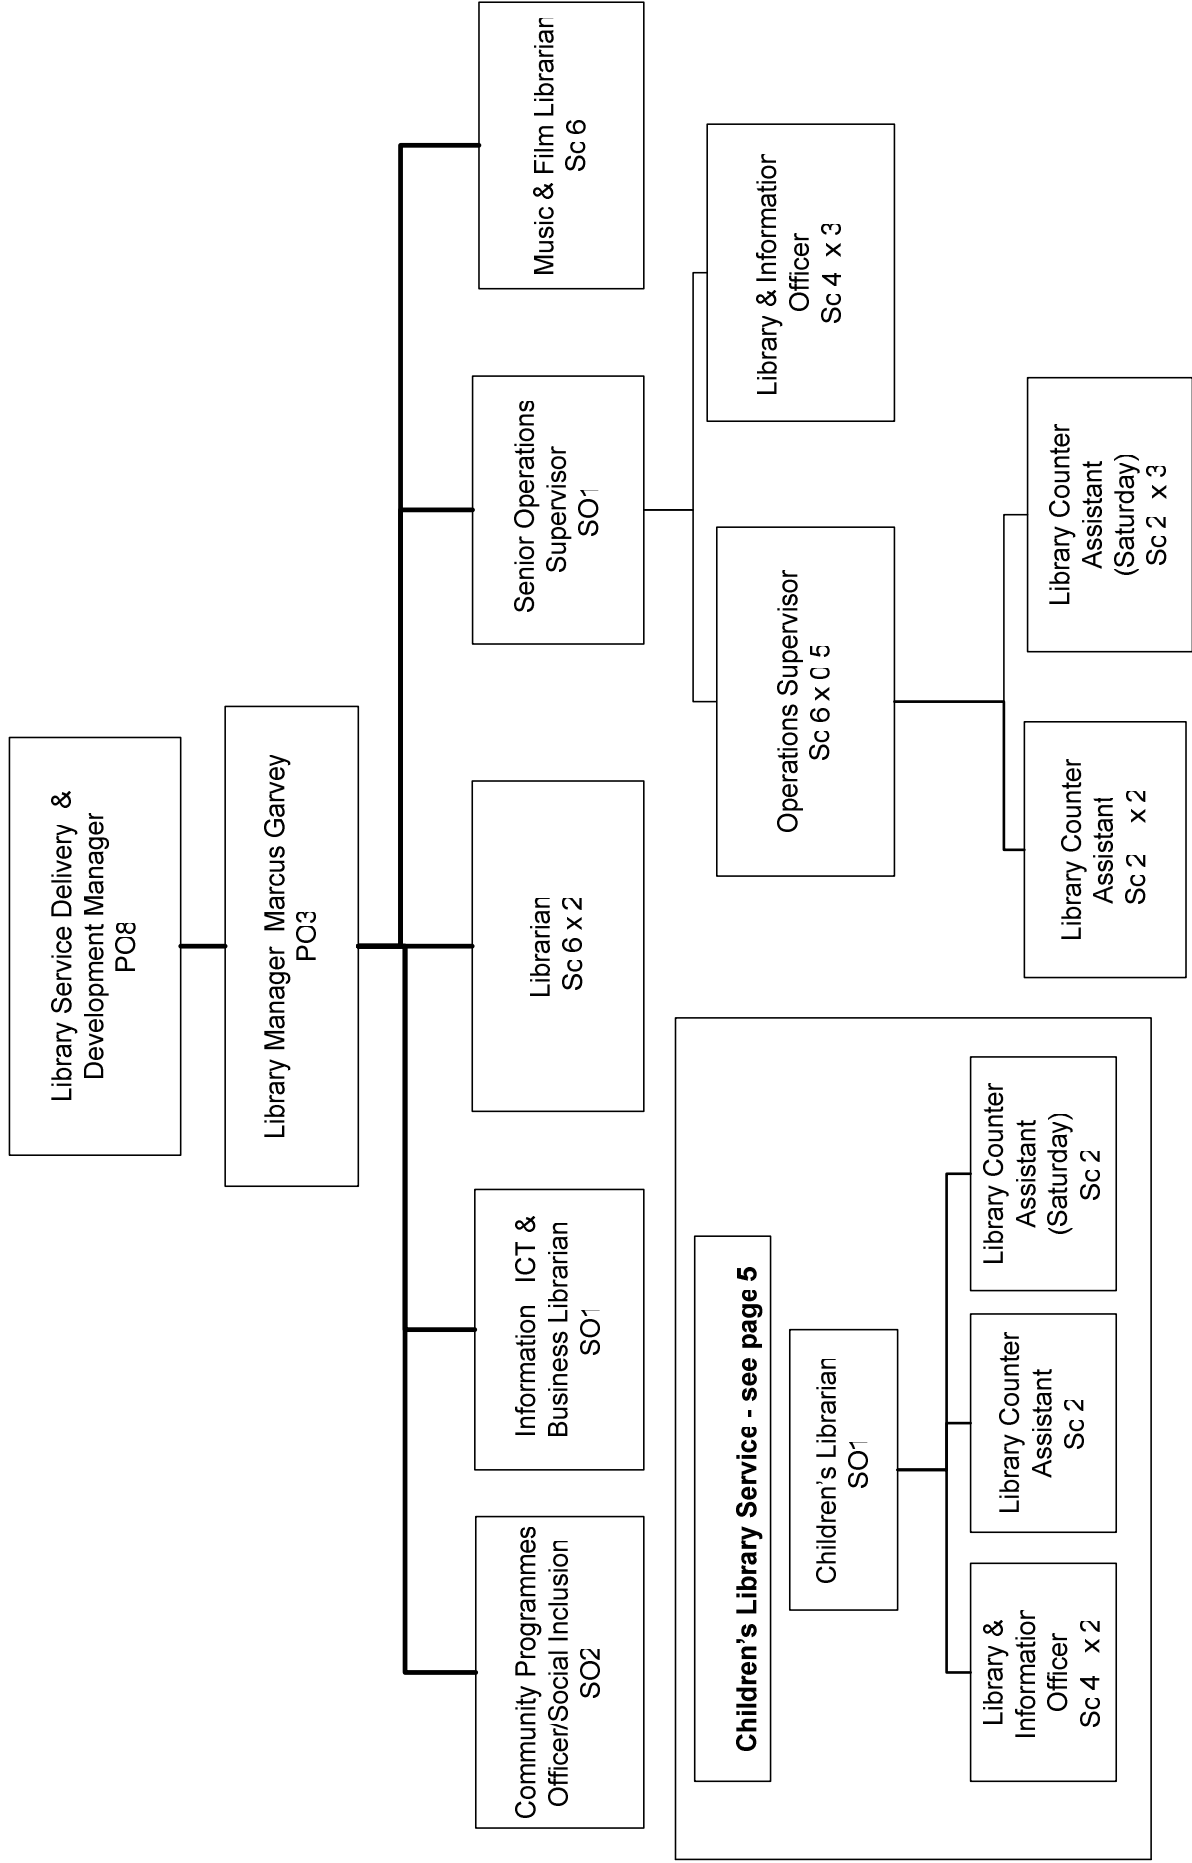 Library Service Delivery &
Development Manager
PO8
Library Manager Marcus Garvey
PO3
Community Programmes
Officer/Social Inclusion
SO2
Information ICT &
Business Librarian
SO1
Librarian
Sc 6 x 2
Senior Operations
Supervisor
SO1
Music & Film Librarian
Sc 6
Operations Supervisor
Sc 6 x 0 5
Library & Information
Officer
Sc 4 x 3
Library Counter
Assistant
Sc 2 x 2
Library Counter
Assistant
(Saturday)
Sc 2 x 3
Children's Library Service - see page 5
Children's Librarian
SO1
Library &
Information
Officer
Sc 4 x 2
Library Counter
Assistant
Sc 2
Library Counter
Assistant
(Saturday)
Sc 2